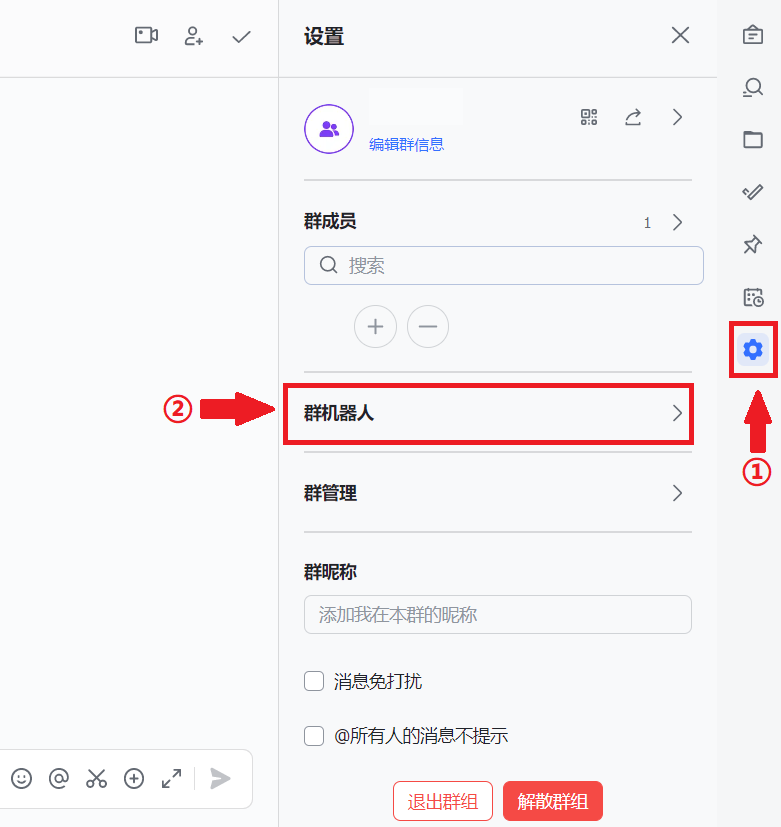 设置
编辑群信息
群成员 1
搜索
② 群机器人
①
群管理
群昵称
添加我在本群的昵称
消息免打扰
@所有人的消息不提示
退出群组 解散群组